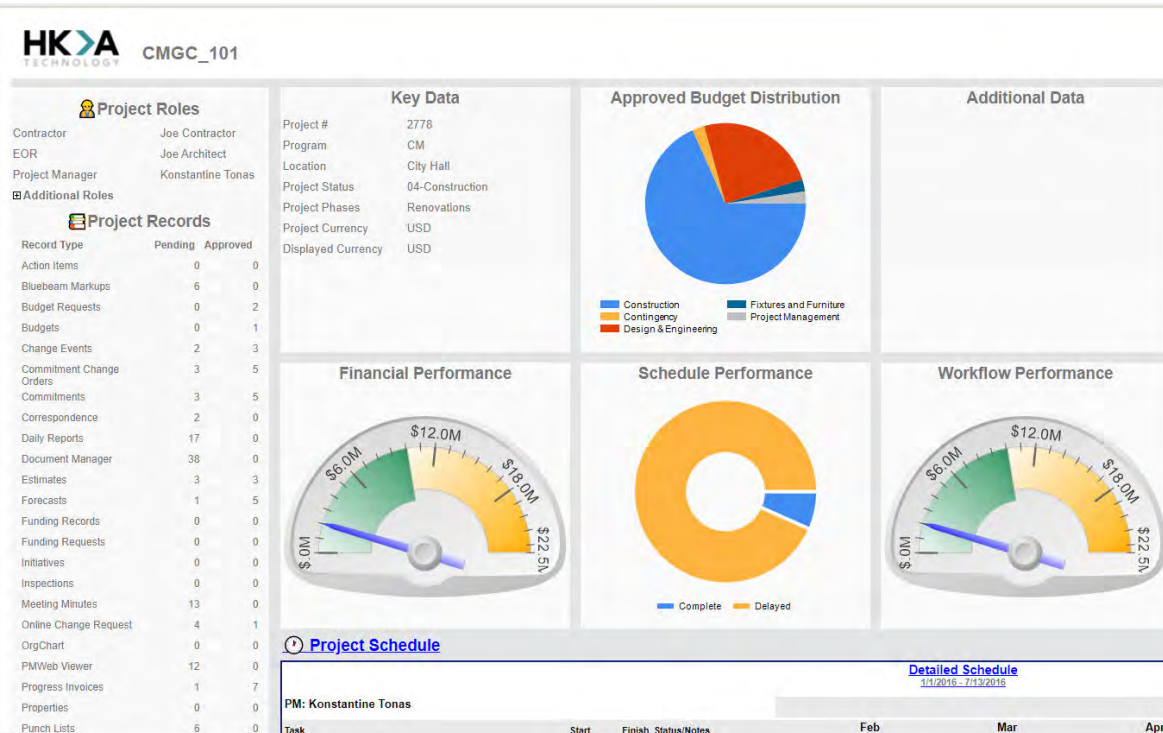 HK>A
TECHNOLOGY
CMGC_101
Project Roles
Contractor Joe Contractor
EOR Joe Architect
Project Manager Konstantine Tonas
Additional Roles
Project Records
Record Type Pending Approved
Action Items 0 0
Bluebeam Markups 6 0
Budget Requests 0 2
Budgets 0 1
Change Events 2 3
Commitment Change
Orders 3 5
Commitments 3 5
Correspondence 2 0
Daily Reports 17 0
Document Manager 38 0
Estimates 3 3
Forecasts 1 5
Funding Records 0 0
Funding Requests 0 0
Initiatives 0 0
Inspections 0 0
Meeting Minutes 13 0
Online Change Request 4 1
OrgChart 0 0
PMWeb Viewer 12 0
Progress Invoices 1 7
Properties 0 0
Punch Lists 6 0
Key Data
Project # 2778
Program CM
Location City Hall
Project Status 04-Construction
Project Phases Renovations
Project Currency USD
Displayed Currency USD
Approved Budget Distribution
Construction
Contingency
Design & Engineering
Fixtures and Furniture
Project Management
Additional Data
Financial Performance
$.0M
$6.0M
$12.0M
$18.0M
$22.5M
Schedule Performance
Complete Delayed
Workflow Performance
$.0M
$6.0M
$12.0M
$18.0M
$22.5M
Project Schedule
Detailed Schedule
1/1/2016 - 7/13/2016
PM: Konstantine Tonas
Task Start Finish Status/Notes Feb Mar Apr